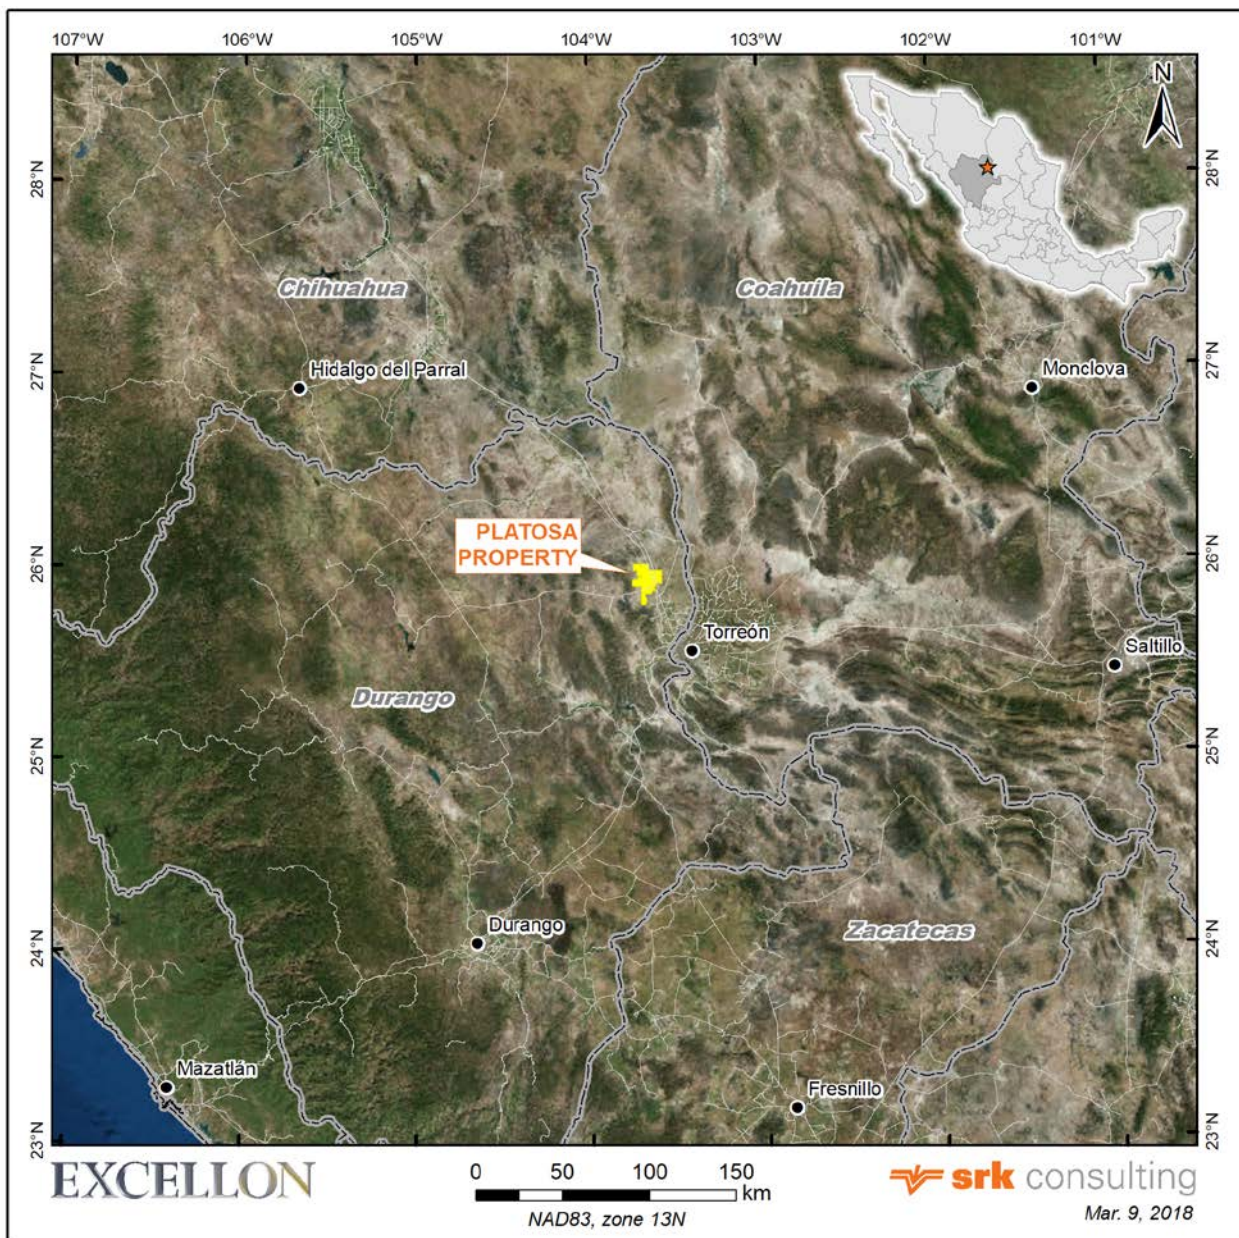 107°W 106°W 105°W 104°W 103°W 102°W 101°W
N
28°N 28°N
Chihuahua Coahuila
27°N 27°N
Hidalgo del Parral Monclova
PLATOSA
PROPERTY
26°N 26°N
Torreón Saltillo
Durango
25°N 25°N
Durango Zacatecas
24°N 24°N
Mazatlán Fresnillo
23°N 23°N
EXCELLON
0 50 100 150
km
NAD83, zone 13N
srk consulting
Mar. 9, 2018